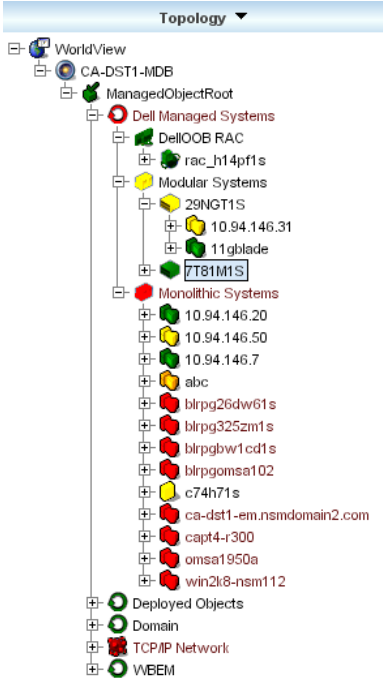 Topology
WorldView
CA-DST1-MDB
ManagedObjectRoot
Dell Managed Systems
DellOOB RAC
rac_h14pf1s
Modular Systems
29NGT1S
10.94.146.31
11gblade
7T81M1S
Monolithic Systems
10.94.146.20
10.94.146.50
10.94.146.7
abc
blrpg26dw61s
blrpg325zm1s
blrpgbw1cd1s
blrpgomsa102
c74h71s
ca-dst1-em.nsmdomain2.com
capt4-r300
omsa1950a
win2k8-nsm112
Deployed Objects
Domain
TCP/IP Network
WBEM